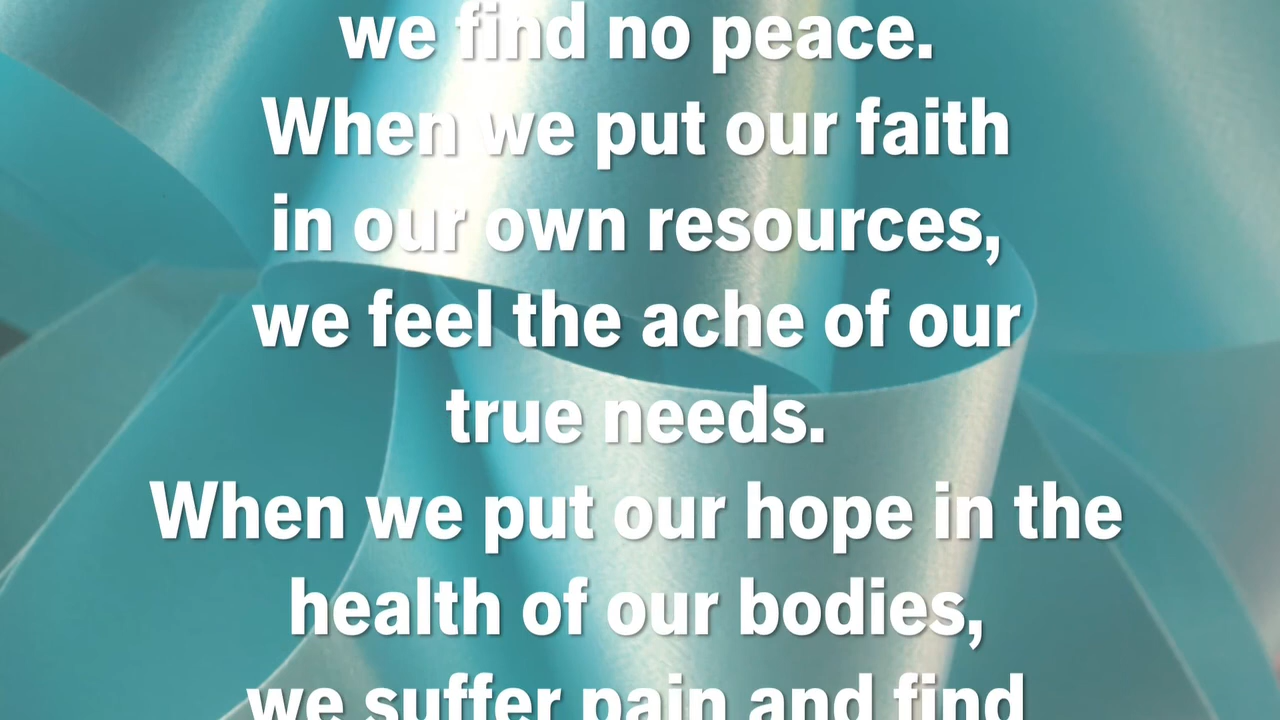 we find no peace.
When we put our faith
in our own resources,
we feel the ache of our
true needs.
When we put our hope in the
health of our bodies,
we suffer pain and find